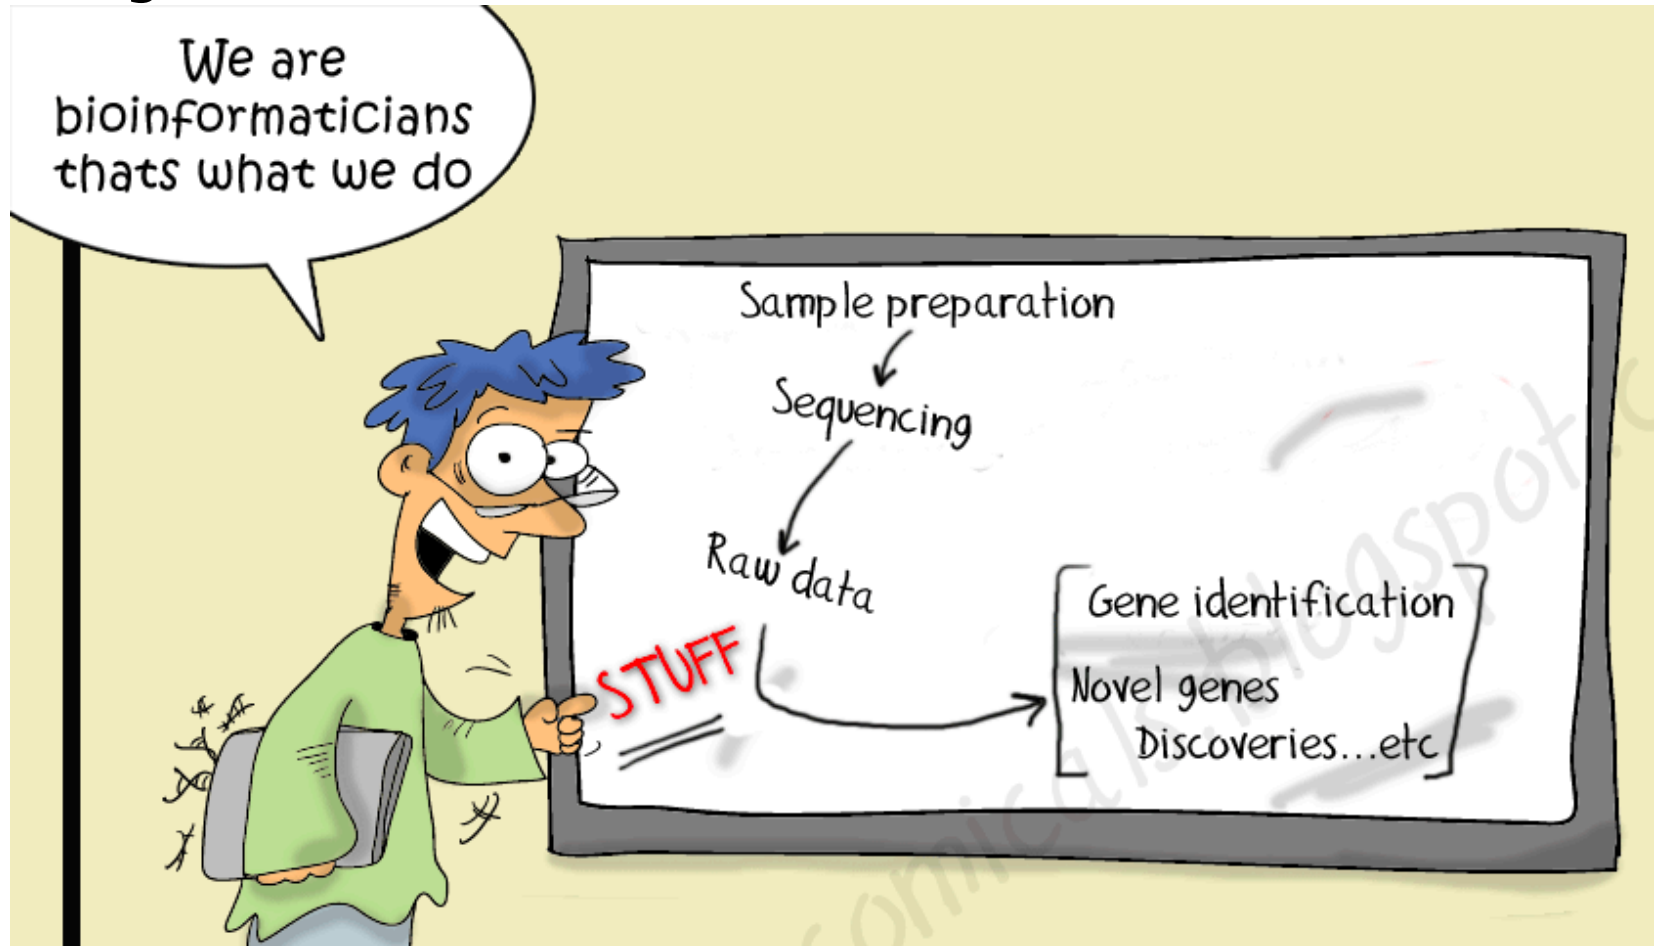 We are
bioinformaticians
thats what we do
Sample preparation
Sequencing
Raw data
STUFF
Gene identification
Novel genes
Discoveries...etc